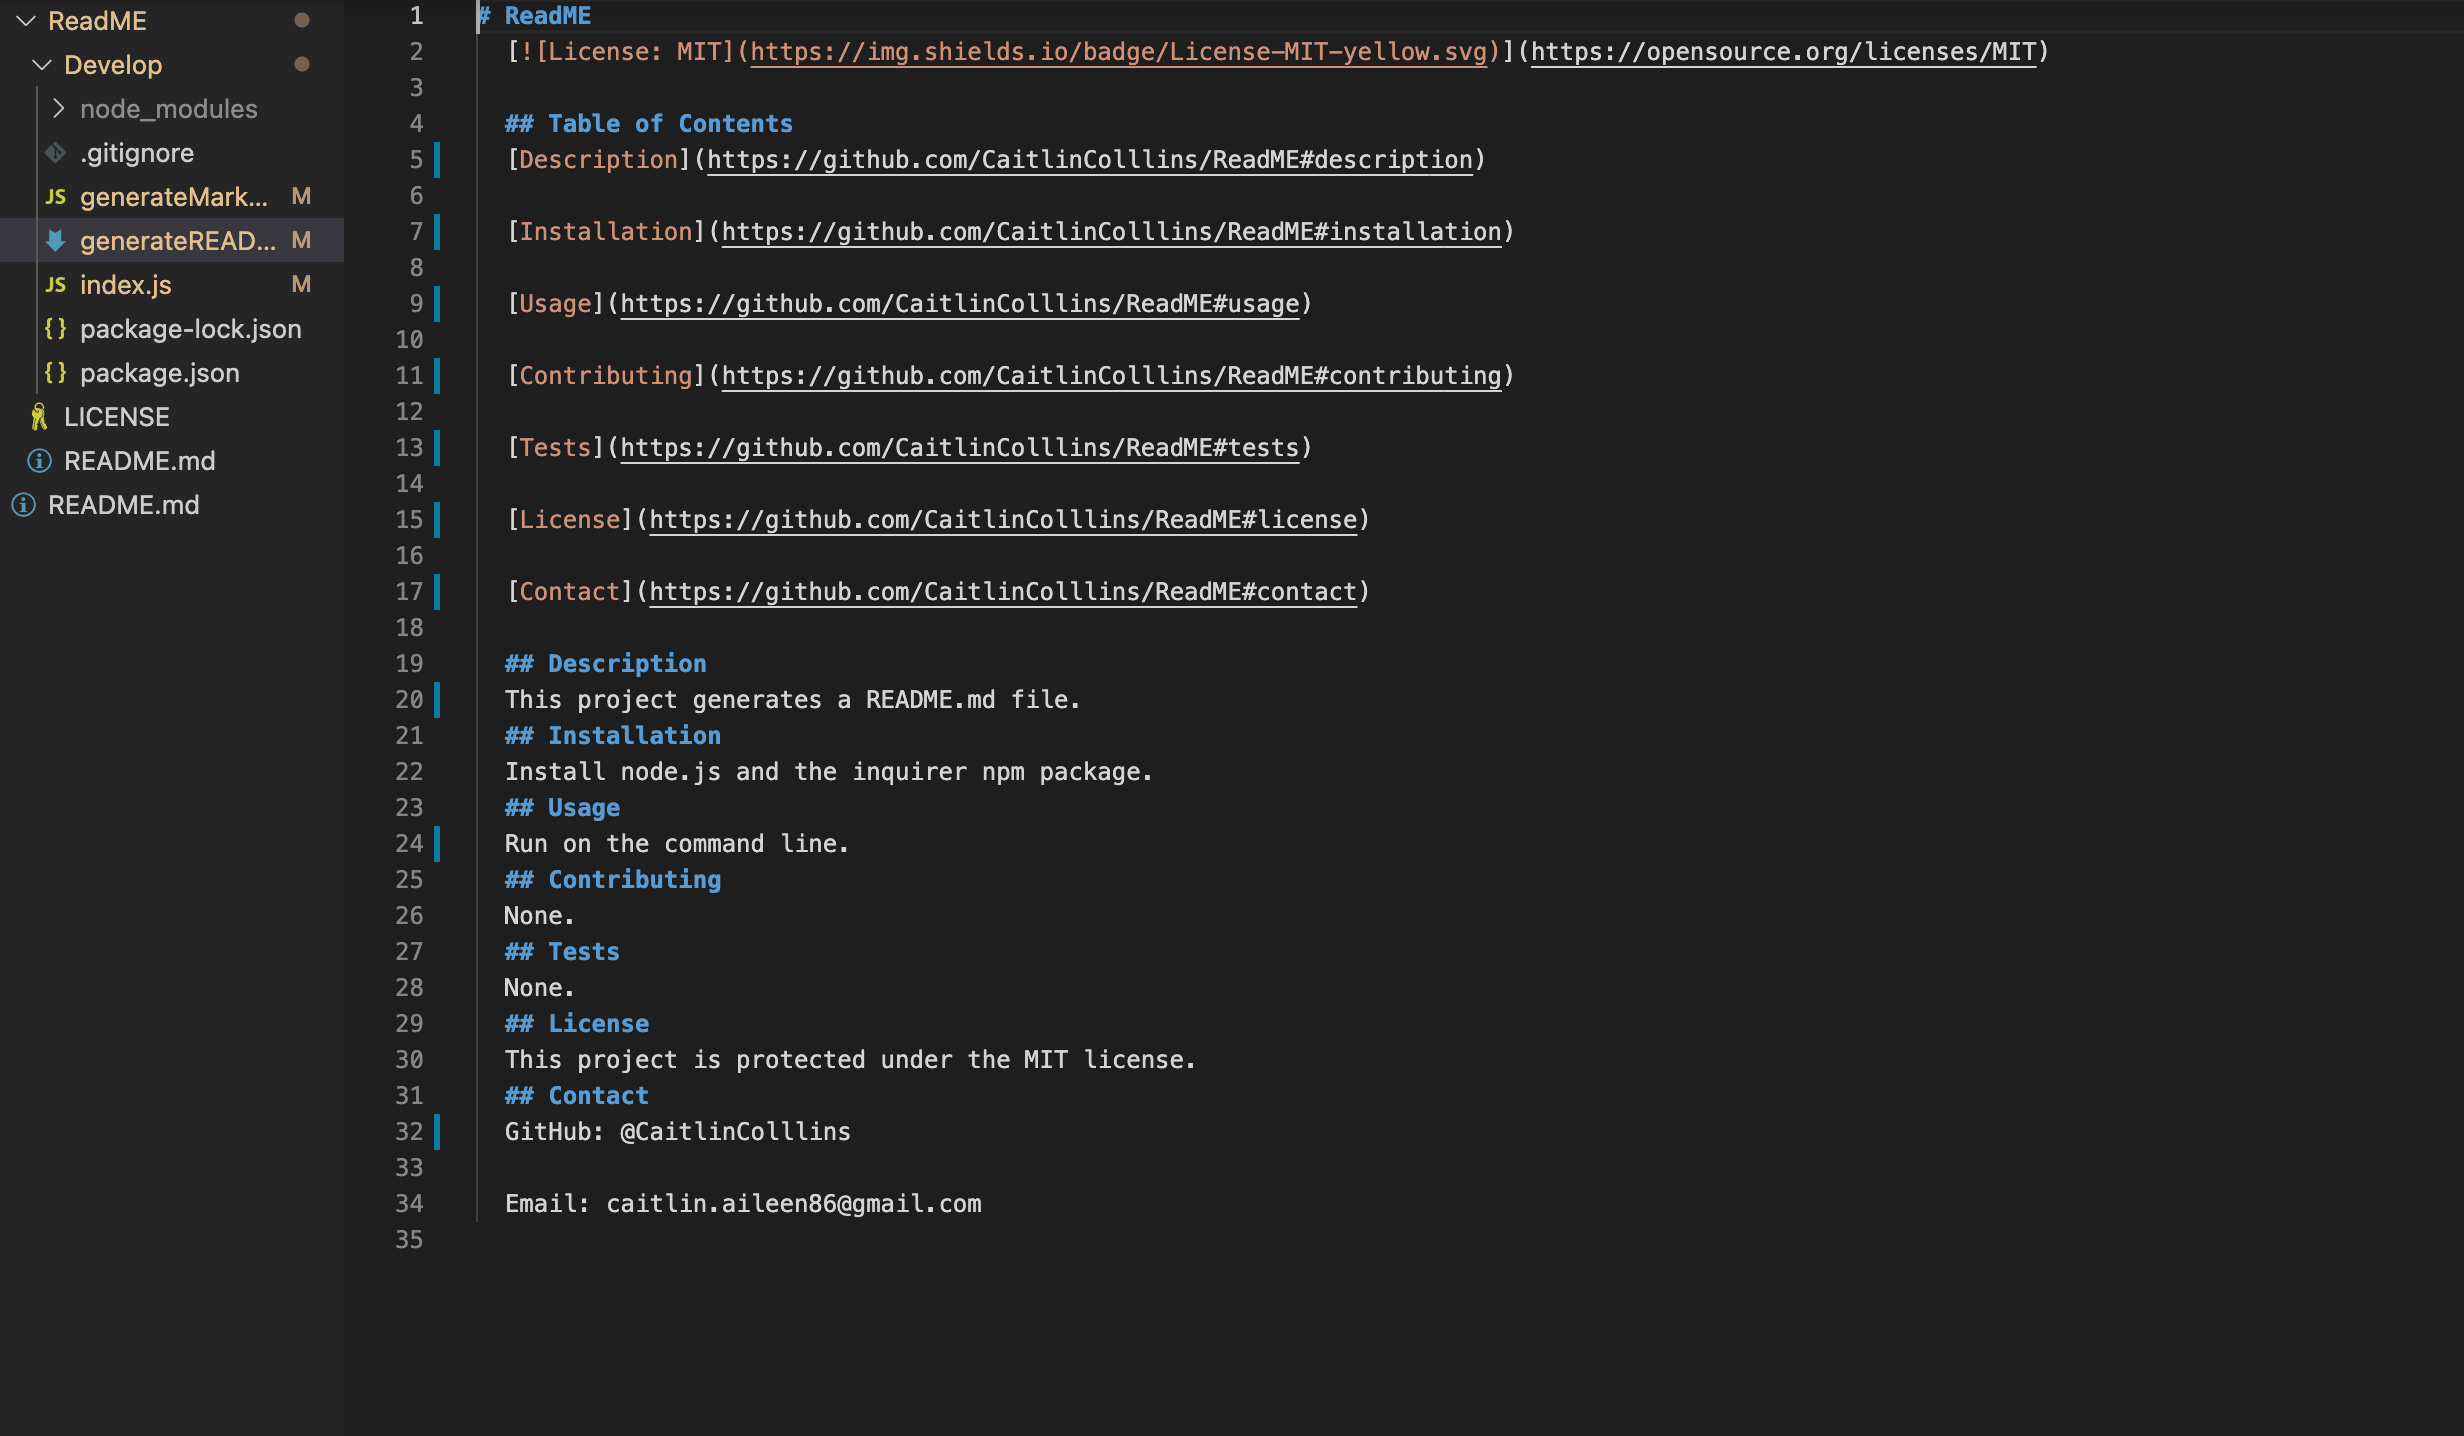 ReadME
Develop
node_modules
.gitignore
JS generateMark... M
generateREAD... M
JS index.js M
{} package-lock.json
{} package.json
LICENSE
README.md
README.md
1 # ReadME
2 [![License: MIT](https://img.shields.io/badge/License-MIT-yellow.svg)](https://opensource.org/licenses/MIT)
3
4 ## Table of Contents
5 [Description](https://github.com/CaitlinColllins/ReadME#description)
6
7 [Installation](https://github.com/CaitlinColllins/ReadME#installation)
8
9 [Usage](https://github.com/CaitlinColllins/ReadME#usage)
10
11 [Contributing](https://github.com/CaitlinColllins/ReadME#contributing)
12
13 [Tests](https://github.com/CaitlinColllins/ReadME#tests)
14
15 [License](https://github.com/CaitlinColllins/ReadME#license)
16
17 [Contact](https://github.com/CaitlinColllins/ReadME#contact)
18
19 ## Description
20 This project generates a README.md file.
21 ## Installation
22 Install node.js and the inquirer npm package.
23 ## Usage
24 Run on the command line.
25 ## Contributing
26 None.
27 ## Tests
28 None.
29 ## License
30 This project is protected under the MIT license.
31 ## Contact
32 GitHub: @CaitlinColllins
33
34 Email: caitlin.aileen86@gmail.com
35